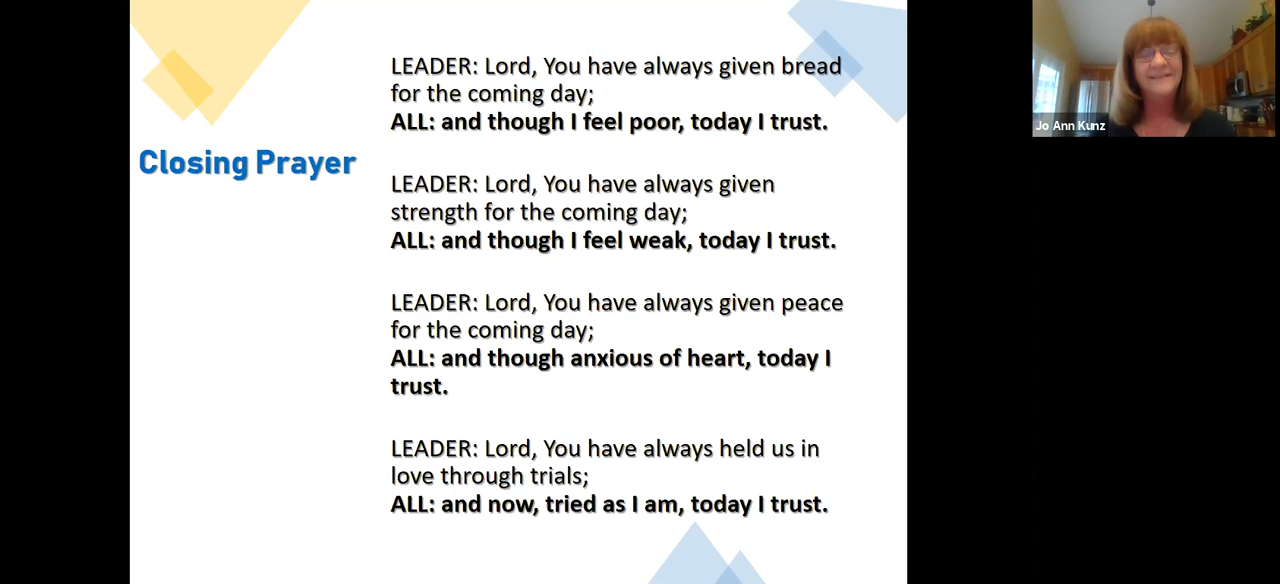 Closing Prayer
LEADER: Lord, You have always given bread
for the coming day;
ALL: and though I feel poor, today I trust.
LEADER: Lord, You have always given
strength for the coming day;
ALL: and though I feel weak, today I trust.
LEADER: Lord, You have always given peace
for the coming day;
ALL: and though anxious of heart, today I
trust.
LEADER: Lord, You have always held us in
love through trials;
ALL: and now, tried as I am, today I trust.
Jo Ann Kunz